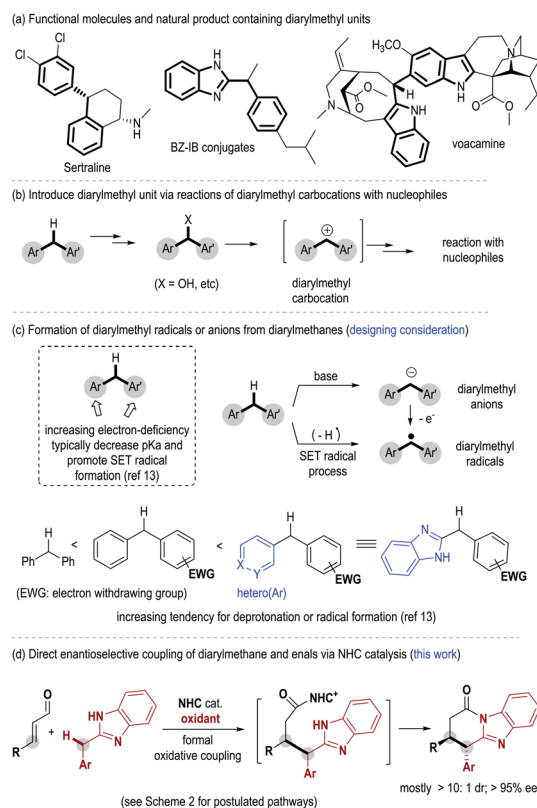 (a) Functional molecules and natural product containing diarylmethyl units
Cl
Cl
N
H
Sertraline
H
N
N
BZ-IB conjugates
H₃CO
N
N
H
O
O
H
O
O
N
NH
voacamine
(b) Introduce diarylmethyl unit via reactions of diarylmethyl carbocations with nucleophiles
H
Ar Ar'
X
Ar Ar'
(X = OH, etc)
⊕
Ar Ar'
diarylmethyl
carbocation
reaction with
nucleophiles
(c) Formation of diarylmethyl radicals or anions from diarylmethanes (designing consideration)
H
Ar Ar'
increasing electron-deficiency
typically decrease pKa and
promote SET radical
formation (ref 13)
H
Ar Ar'
base
(- H•)
SET radical
process
⊖
Ar Ar'
diarylmethyl
anions
- e⁻
•
Ar Ar'
diarylmethyl
radicals
H
Ph Ph
<
H
EWG
<
H
X
Y
hetero(Ar)
EWG
N
NH
H
EWG
(EWG: electron withdrawing group)
increasing tendency for deprotonation or radical formation (ref 13)
(d) Direct enantioselective coupling of diarylmethane and enals via NHC catalysis (this work)
O
R
+
H
Ar
HN
N
NHC cat.
oxidant
formal
oxidative coupling
O
NHC⁺
R
HN
N
Ar
O
N
N
R
Ar
mostly > 10: 1 dr; > 95% ee
(see Scheme 2 for postulated pathways)